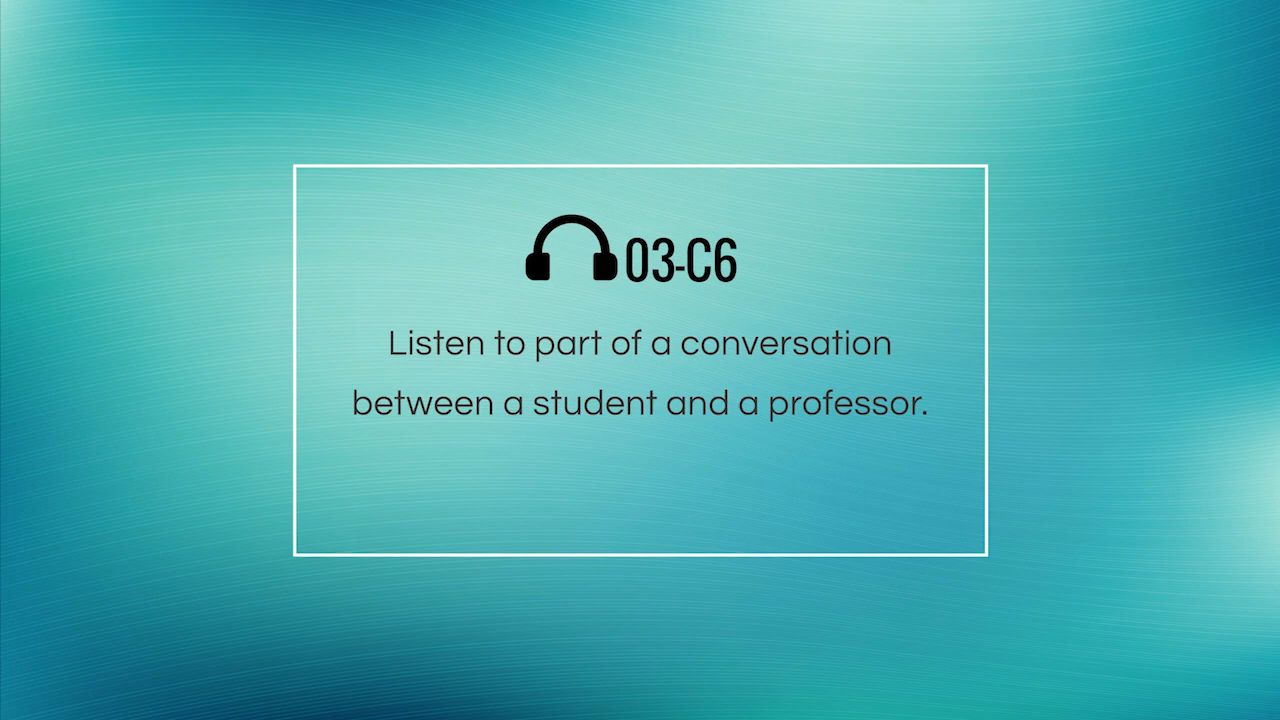 03-C6
Listen to part of a conversation
between a student and a professor.